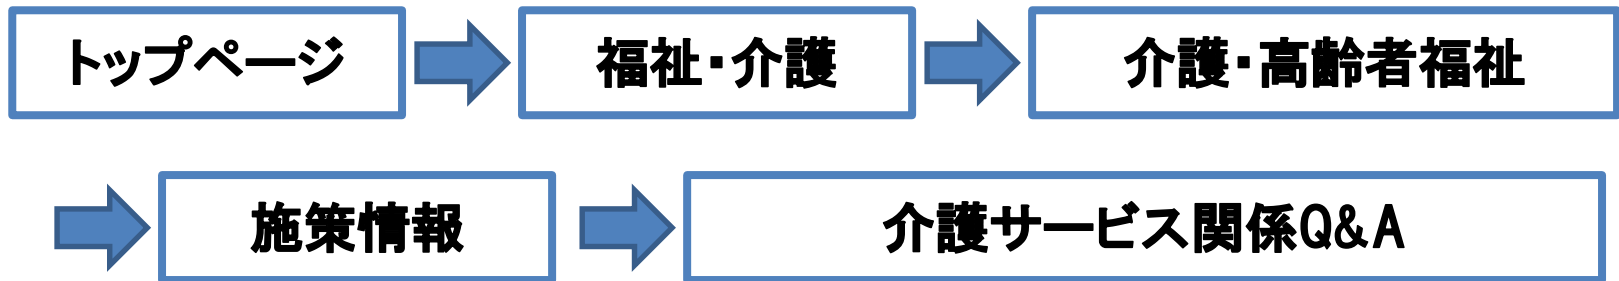 トップページ
福祉・介護
介護・高齢者福祉
施策情報
介護サービス関係Q&A